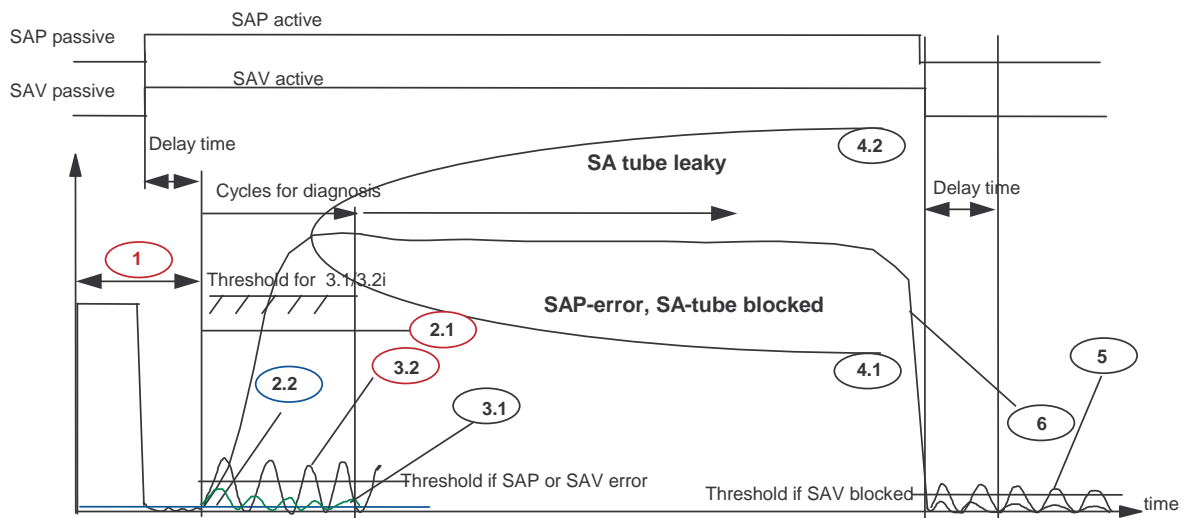 SAP active
SAP passive
SAV active
SAV passive
Delay time
4.2
SA tube leaky
Cycles for diagnosis
Delay time
1
Threshold for 3.1/3.2i
SAP-error, SA-tube blocked
2.1
3.2
5
4.1
2.2
3.1
6
Threshold if SAP or SAV error
Threshold if SAV blocked
time